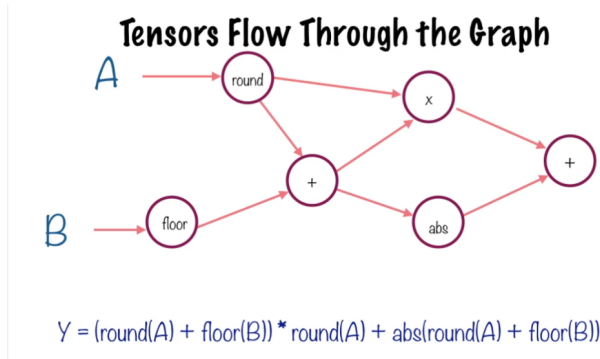 Tensors Flow Through the Graph
A
round
x
+
+
B
floor
abs
Y = (round(A) + floor(B)) * round(A) + abs(round(A) + floor(B))